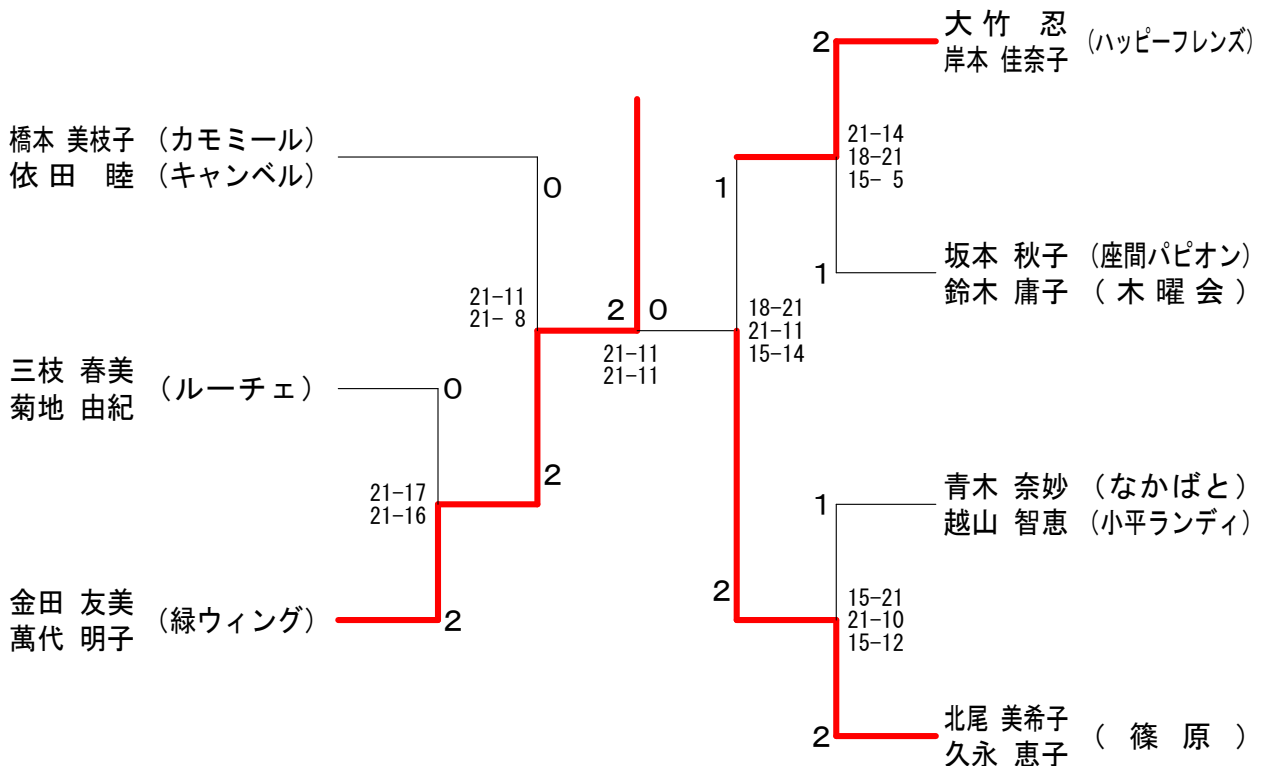 橋本 美枝子 (カモミール)
依田 睦 (キャンベル)
0
三枝 春美 (ルーチェ)
菊地 由紀
0
21-17
21-16
金田 友美 (緑ウィング)
萬代 明子
2
21-11
21- 8
2
2 0
21-11
21-11
大竹 忍 (ハッピーフレンズ)
岸本 佳奈子
2
21-14
18-21
15- 5
1
坂本 秋子 (座間パピオン)
鈴木 庸子 (木曜会)
1
18-21
21-11
15-14
青木 奈妙 (なかばと)
越山 智恵 (小平ランディ)
1
15-21
21-10
15-12
2
北尾 美希子 (篠原)
久永 恵子
2